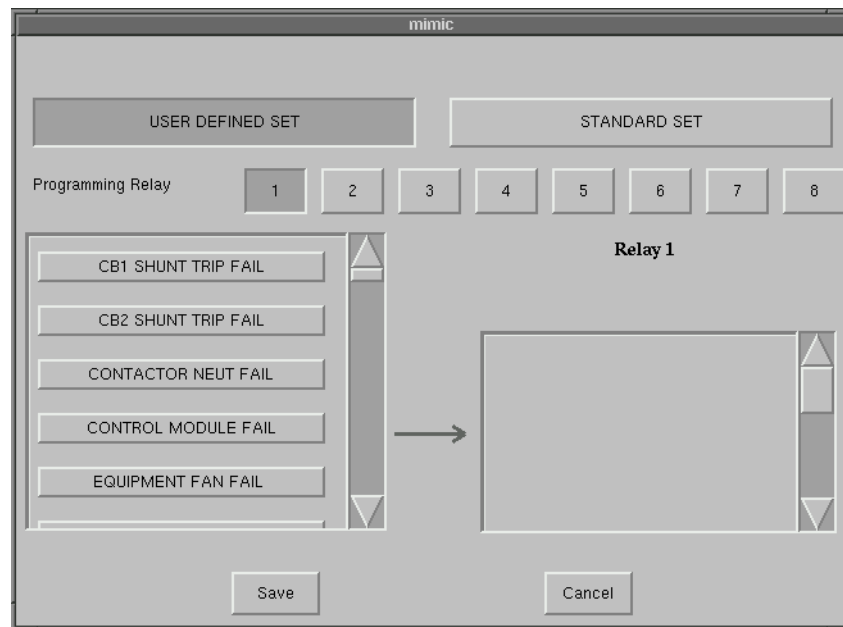 mimic
USER DEFINED SET
STANDARD SET
Programming Relay
1
2
3
4
5
6
7
8
Relay 1
CB1 SHUNT TRIP FAIL
CB2 SHUNT TRIP FAIL
CONTACTOR NEUT FAIL
CONTROL MODULE FAIL
EQUIPMENT FAN FAIL
Save
Cancel